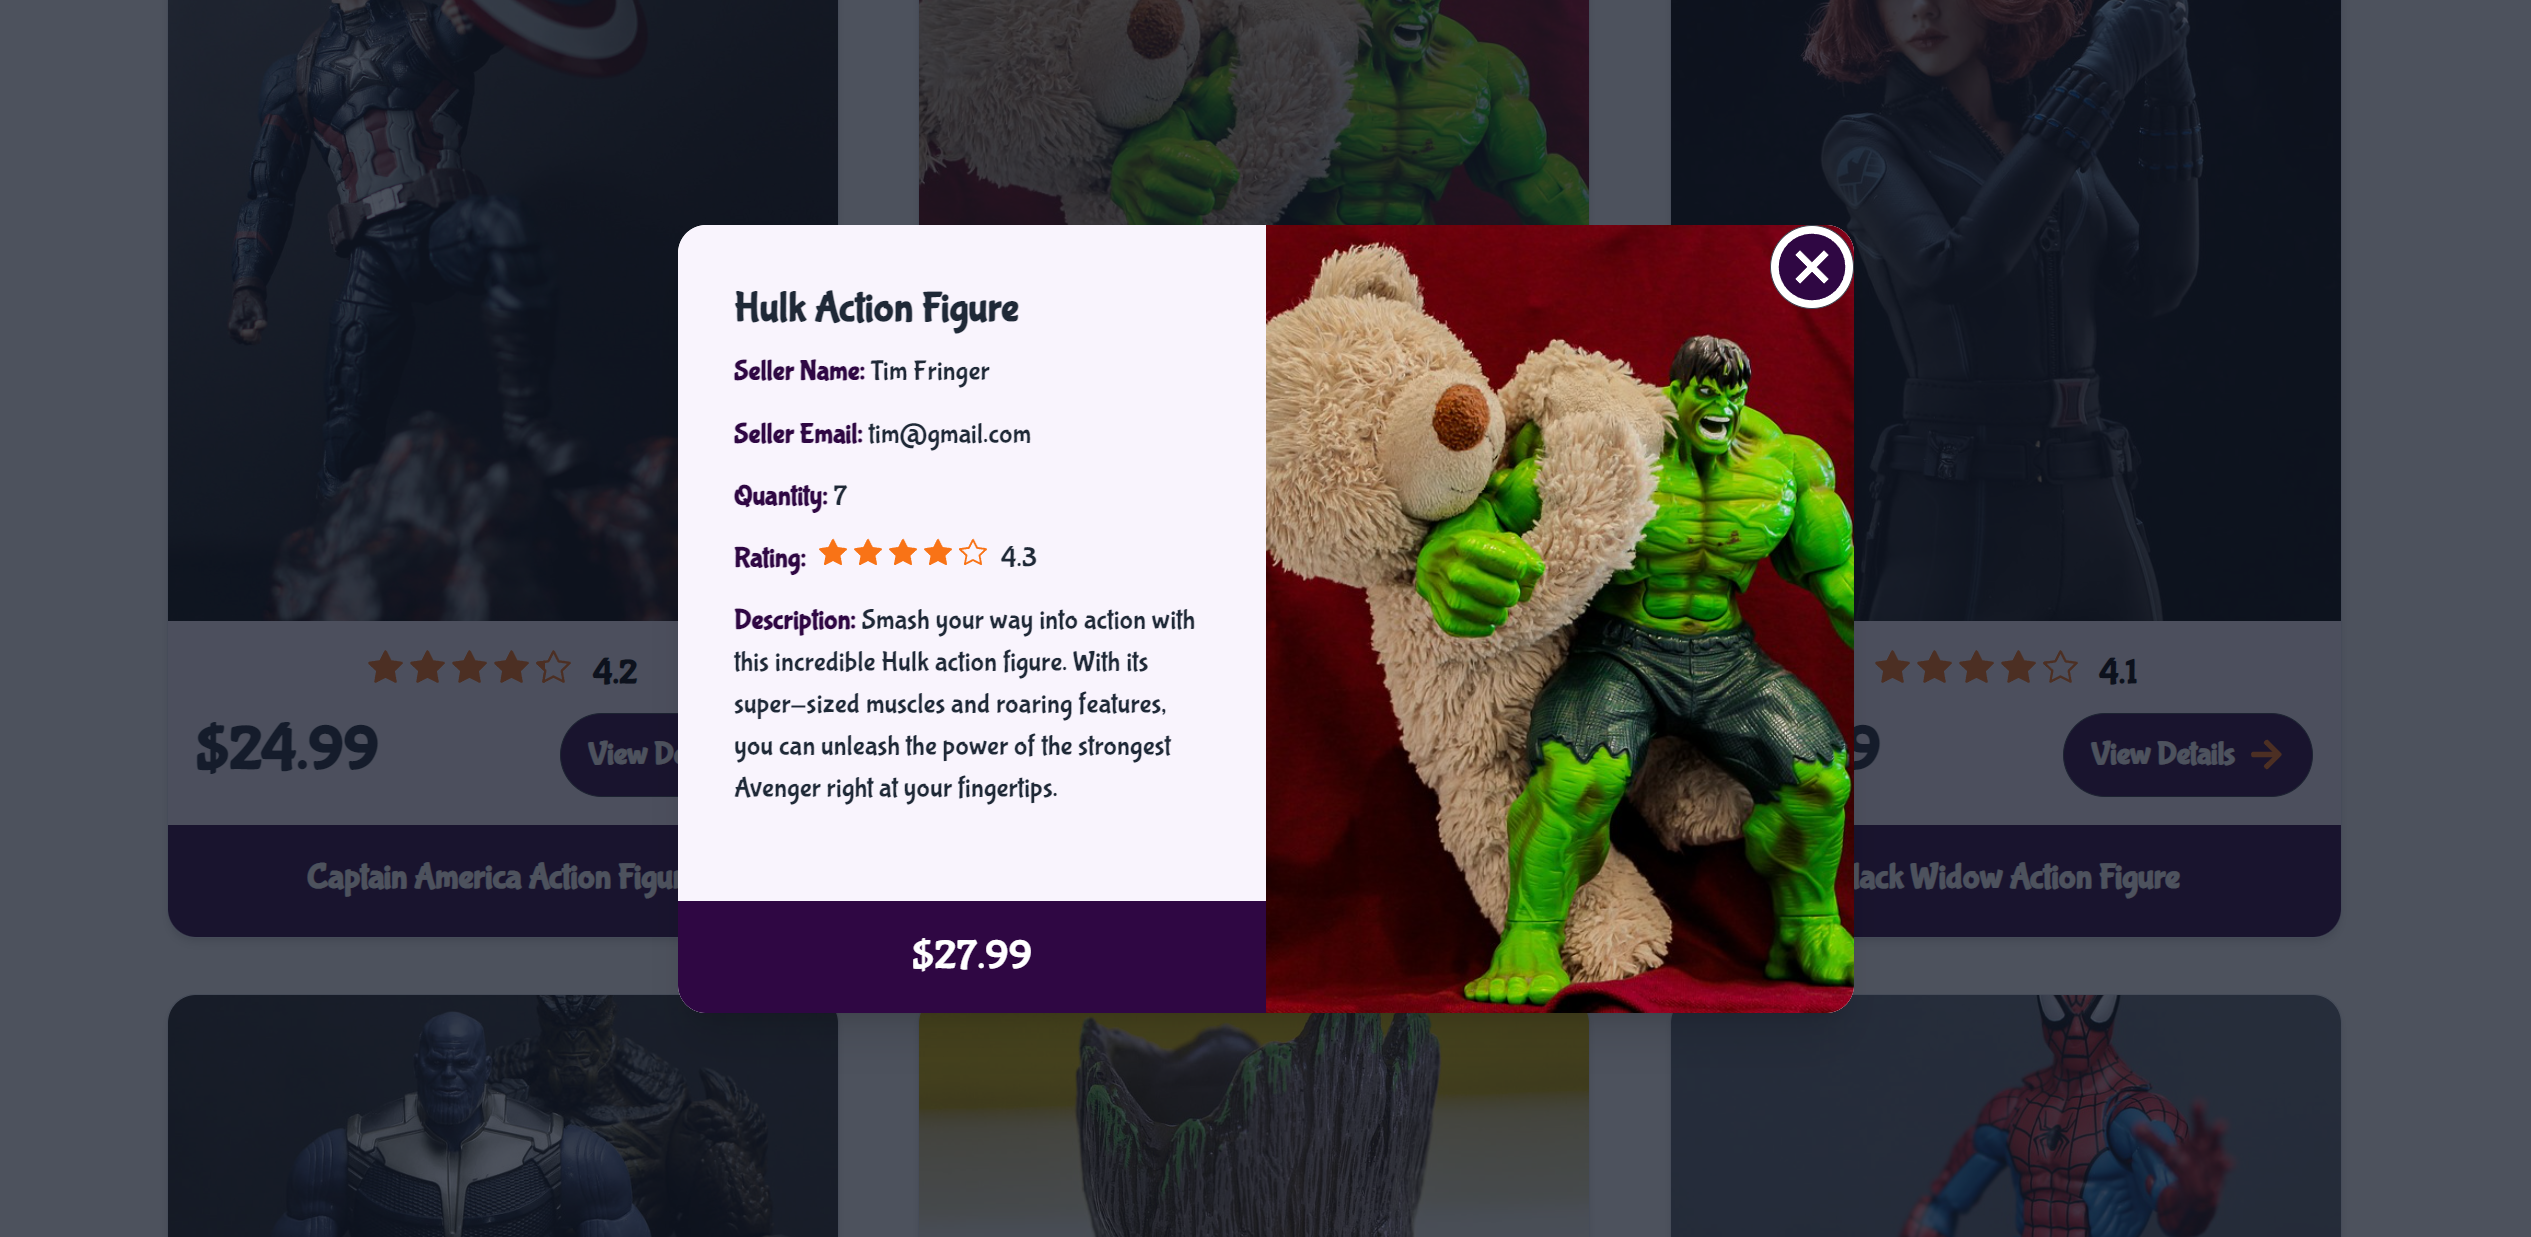 Hulk Action Figure
Seller Name: Tim Fringer
Seller Email: tim@gmail.com
Quantity: 7
Rating: 4.3
Description: Smash your way into action with
this incredible Hulk action figure. With its
super-sized muscles and roaring features,
you can unleash the power of the strongest
Avenger right at your fingertips.
$27.99
4.2
$24.99
View De
Captain America Action Figur
4.1
9
View Details
lack Widow Action Figure